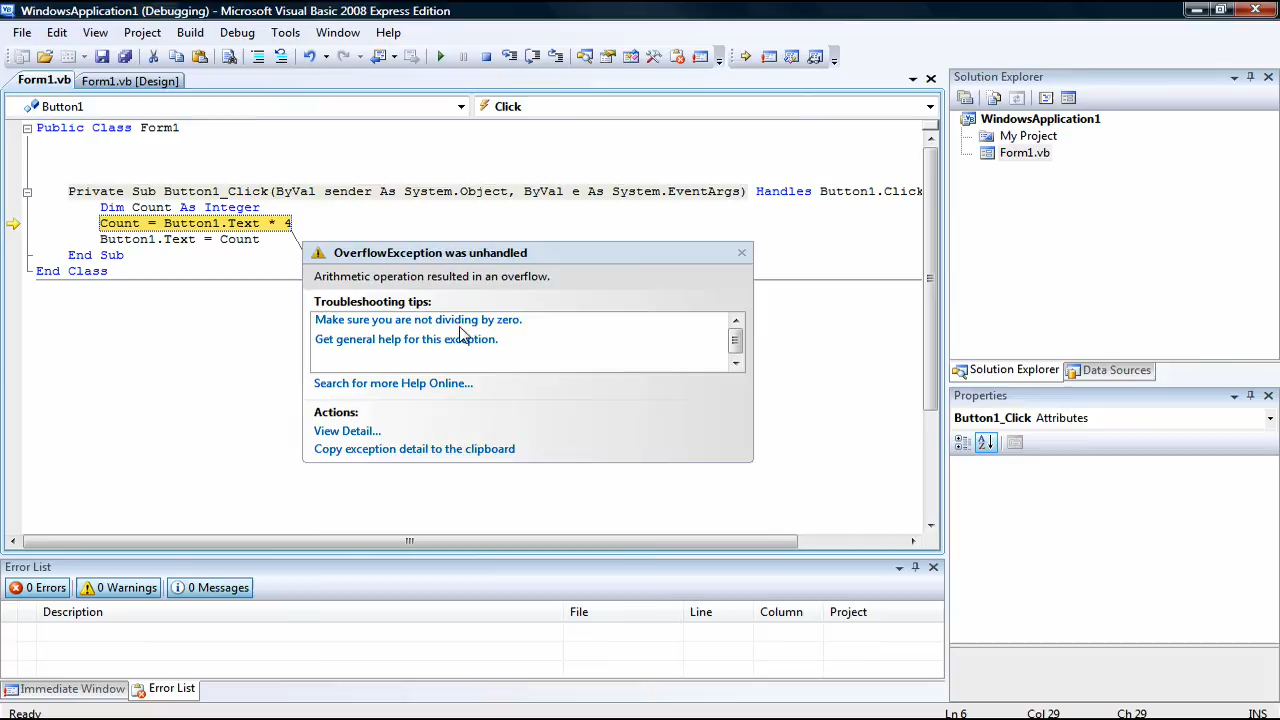 WindowsApplication1 (Debugging) - Microsoft Visual Basic 2008 Express Edition
File Edit View Project Build Debug Tools Window Help
Form1.vb Form1.vb [Design]
Button1 Click
Public Class Form1
Private Sub Button1_Click(ByVal sender As System.Object, ByVal e As System.EventArgs) Handles Button1.Click
Dim Count As Integer
Count = Button1.Text * 4
Button1.Text = Count
End Sub
End Class
OverflowException was unhandled
Arithmetic operation resulted in an overflow.
Troubleshooting tips:
Make sure you are not dividing by zero.
Get general help for this exception.
Search for more Help Online...
Actions:
View Detail...
Copy exception detail to the clipboard
Solution Explorer
WindowsApplication1
My Project
Form1.vb
Solution Explorer Data Sources
Properties
Button1_Click Attributes
Error List
0 Errors 0 Warnings 0 Messages
Description File Line Column Project
Immediate Window Error List
Ready Ln 6 Col 29 Ch 29 INS